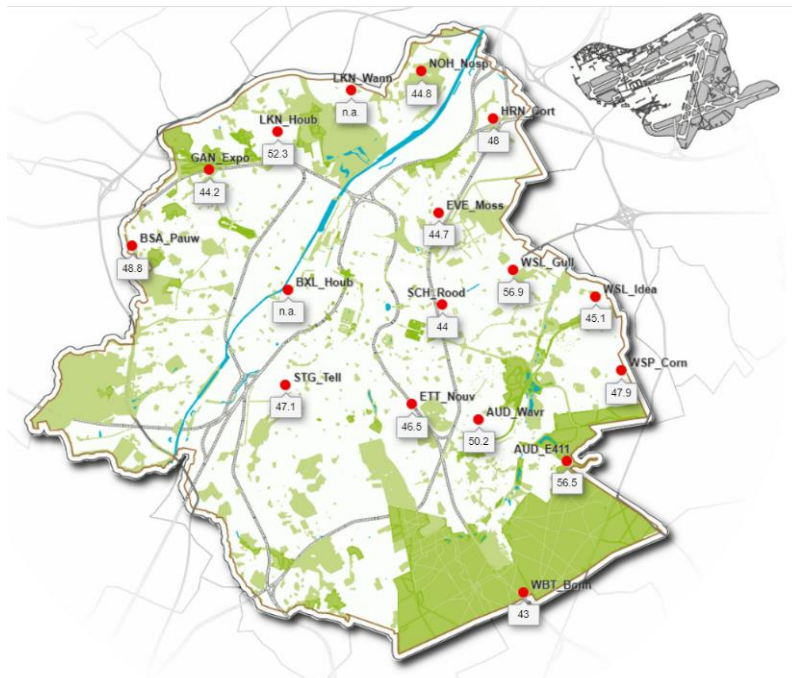 NOH_Nosp
44.8
LKN_Wann
n.a.
HRN_Gort
48
LKN_Houb
52.3
GAN_Expo
44.2
EVE_Moss
44.7
BSA_Pauw
48.8
WSL_Gull
56.9
BXL_Houb
n.a.
WSL_Idea
45.1
SCH_Rood
44
WSP_Corn
47.9
STG_Tell
47.1
ETT_Nouv
46.5
AUD_Wavr
50.2
AUD_E411
56.5
WBT_Bonn
43